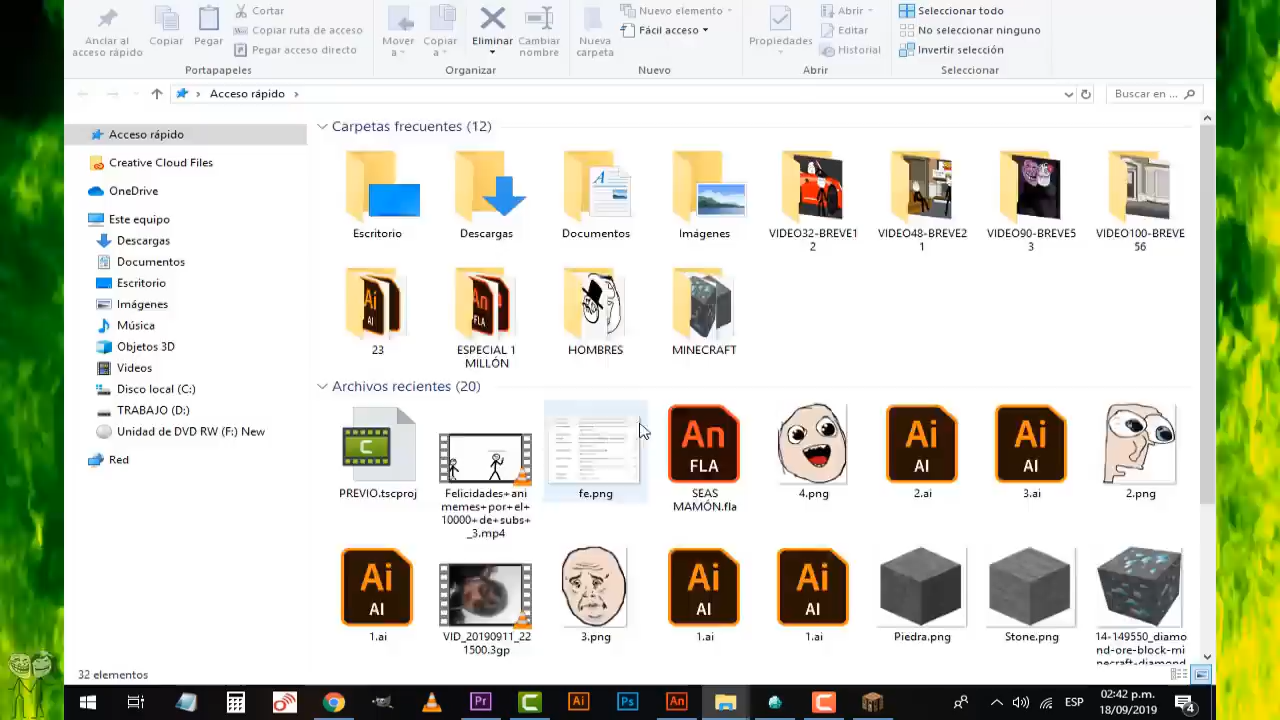 Cortar
Copiar ruta de acceso
Pegar acceso directo
Anclar al
acceso rápido
Copiar
Pegar
Portapapeles
Mover
a
Copiar
a
Eliminar
Cambiar
nombre
Organizar
Nueva
carpeta
Nuevo elemento
Fácil acceso
Nuevo
Propiedades
Abrir
Editar
Historial
Abrir
Seleccionar todo
No seleccionar ninguno
Invertir selección
Seleccionar
Acceso rápido
Buscar en ...
Acceso rápido
Creative Cloud Files
OneDrive
Este equipo
Descargas
Documentos
Escritorio
Imágenes
Música
Objetos 3D
Videos
Disco local (C:)
TRABAJO (D:)
Unidad de DVD RW (F:) New
Red
Carpetas frecuentes (12)
Escritorio
Descargas
Documentos
Imágenes
VIDEO32-BREVE1
2
VIDEO48-BREVE2
1
VIDEO90-BREVE5
3
VIDEO100-BREVE
56
Ai
AI
23
An
FLA
ESPECIAL 1
MILLÓN
HOMBRES
MINECRAFT
Archivos recientes (20)
C
PREVIO.tscproj
Felicidades+ani
memes+por+el+
10000+de+subs+
_3.mp4
fe.png
An
FLA
SEAS
MAMÓN.fla
4.png
Ai
AI
2.ai
Ai
AI
3.ai
2.png
Ai
AI
1.ai
VID_20190911_22
1500.3gp
3.png
Ai
AI
1.ai
Ai
AI
1.ai
Piedra.png
Stone.png
14-149550_diamo
nd-ore-block-mi
necraft-diamond
32 elementos
Pr
C
Ai
Ps
An
C
ESP
02:42 p.m.
18/09/2019
4